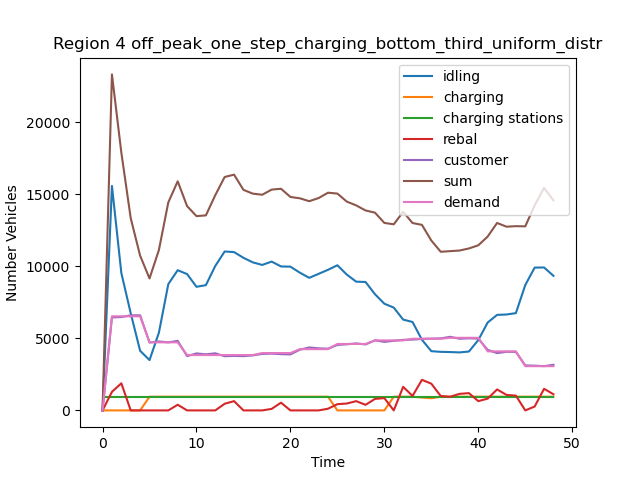 Region 4 off_peak_one_step_charging_bottom_third_uniform_distr
idling
charging
charging stations
rebal
customer
sum
demand
Number Vehicles
20000
15000
10000
5000
0
0 10 20 30 40 50
Time